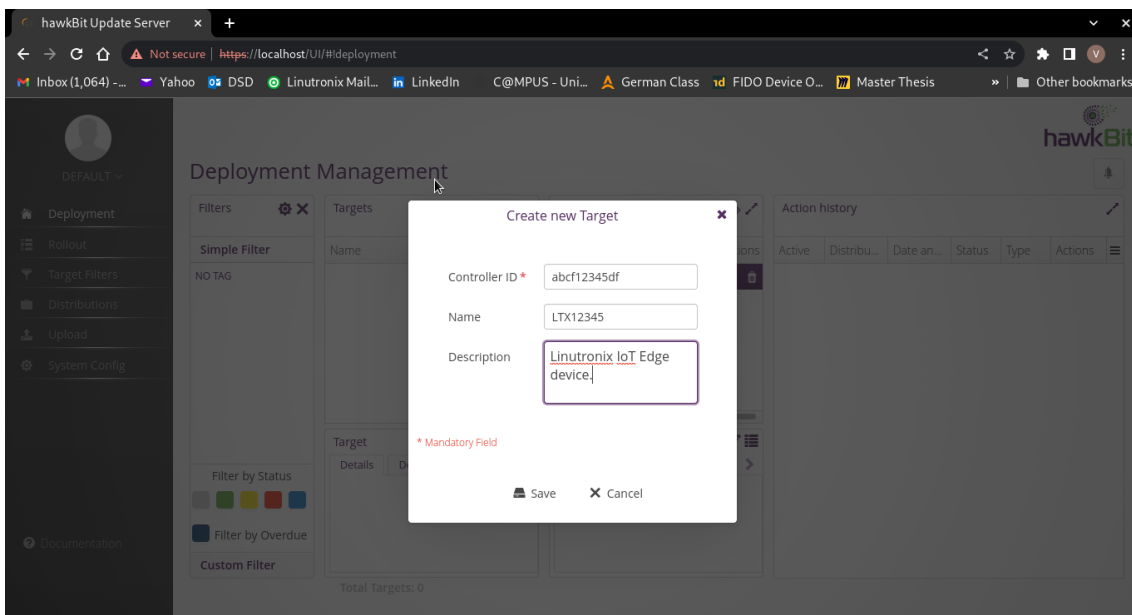 hawkBit Update Server
Not secure | https://localhost/UI/#!deployment
Inbox (1,064) -... Yahoo DSD Linutronix Mail... LinkedIn C@MPUS - Uni... German Class FIDO Device O... Master Thesis » Other bookmarks
hawkBit
DEFAULT
Deployment
Rollout
Target Filters
Distributions
Upload
System Config
Documentation
Deployment Management
Filters
Simple Filter
NO TAG
Filter by Status
Filter by Overdue
Custom Filter
Targets
Name
Target
Details
Total Targets: 0
Create new Target
Controller ID * abcf12345df
Name LTX12345
Description Linutronix IoT Edge
device.
* Mandatory Field
Save Cancel
Action history
Active Distribu... Date an... Status Type Actions